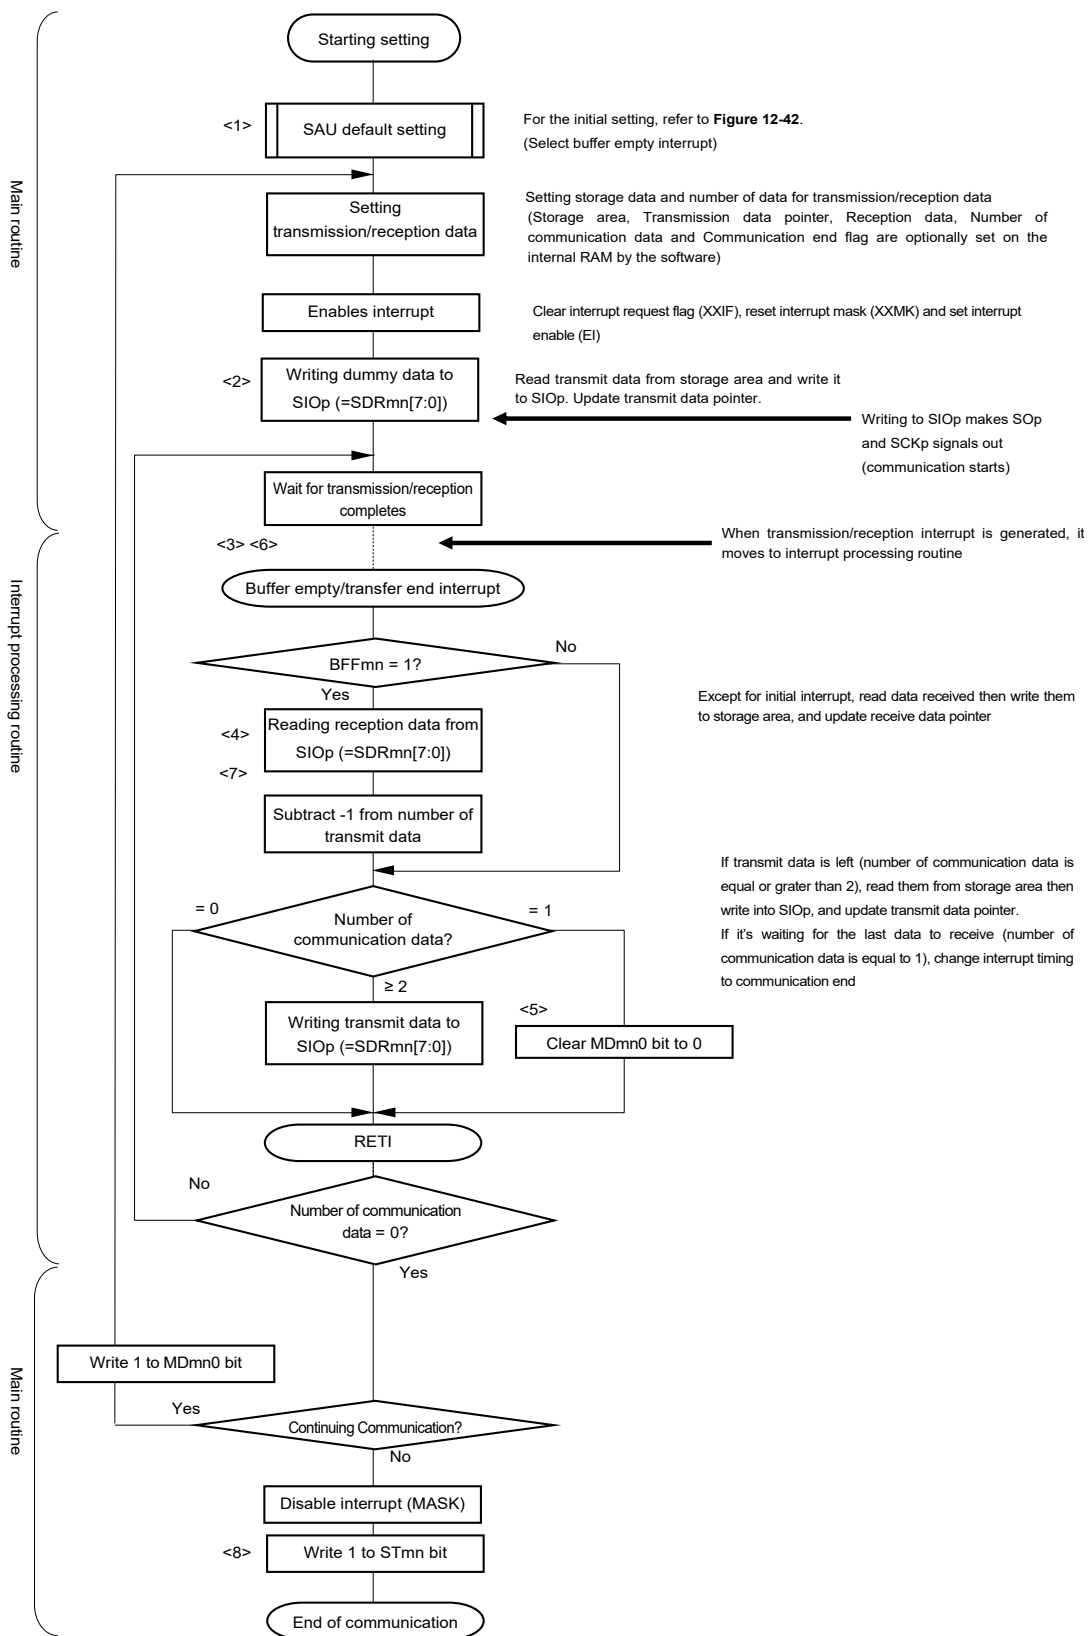 Starting setting
<1>
SAU default setting
For the initial setting, refer to Figure 12-42.
(Select buffer empty interrupt)
Main routine
Setting
transmission/reception data
Setting storage data and number of data for transmission/reception data
(Storage area, Transmission data pointer, Reception data, Number of
communication data and Communication end flag are optionally set on the
internal RAM by the software)
Enables interrupt
Clear interrupt request flag (XXIF), reset interrupt mask (XXMK) and set interrupt
enable (EI)
<2>
Writing dummy data to
SIOp (=SDRmn[7:0])
Read transmit data from storage area and write it
to SIOp. Update transmit data pointer.
Writing to SIOp makes SOp
and SCKp signals out
(communication starts)
Wait for transmission/reception
completes
<3> <6>
When transmission/reception interrupt is generated, it
moves to interrupt processing routine
Interrupt processing routine
Buffer empty/transfer end interrupt
No
BFFmn = 1?
Yes
Except for initial interrupt, read data received then write them
to storage area, and update receive data pointer
<4>
Reading reception data from
SIOp (=SDRmn[7:0])
<7>
Subtract -1 from number of
transmit data
If transmit data is left (number of communication data is
equal or grater than 2), read them from storage area then
write into SIOp, and update transmit data pointer.
If it's waiting for the last data to receive (number of
communication data is equal to 1), change interrupt timing
to communication end
= 0
= 1
Number of
communication data?
≥ 2
<5>
Writing transmit data to
SIOp (=SDRmn[7:0])
Clear MDmn0 bit to 0
RETI
No
Number of communication
data = 0?
Yes
Main routine
Write 1 to MDmn0 bit
Yes
Continuing Communication?
No
Disable interrupt (MASK)
<8>
Write 1 to STmn bit
End of communication